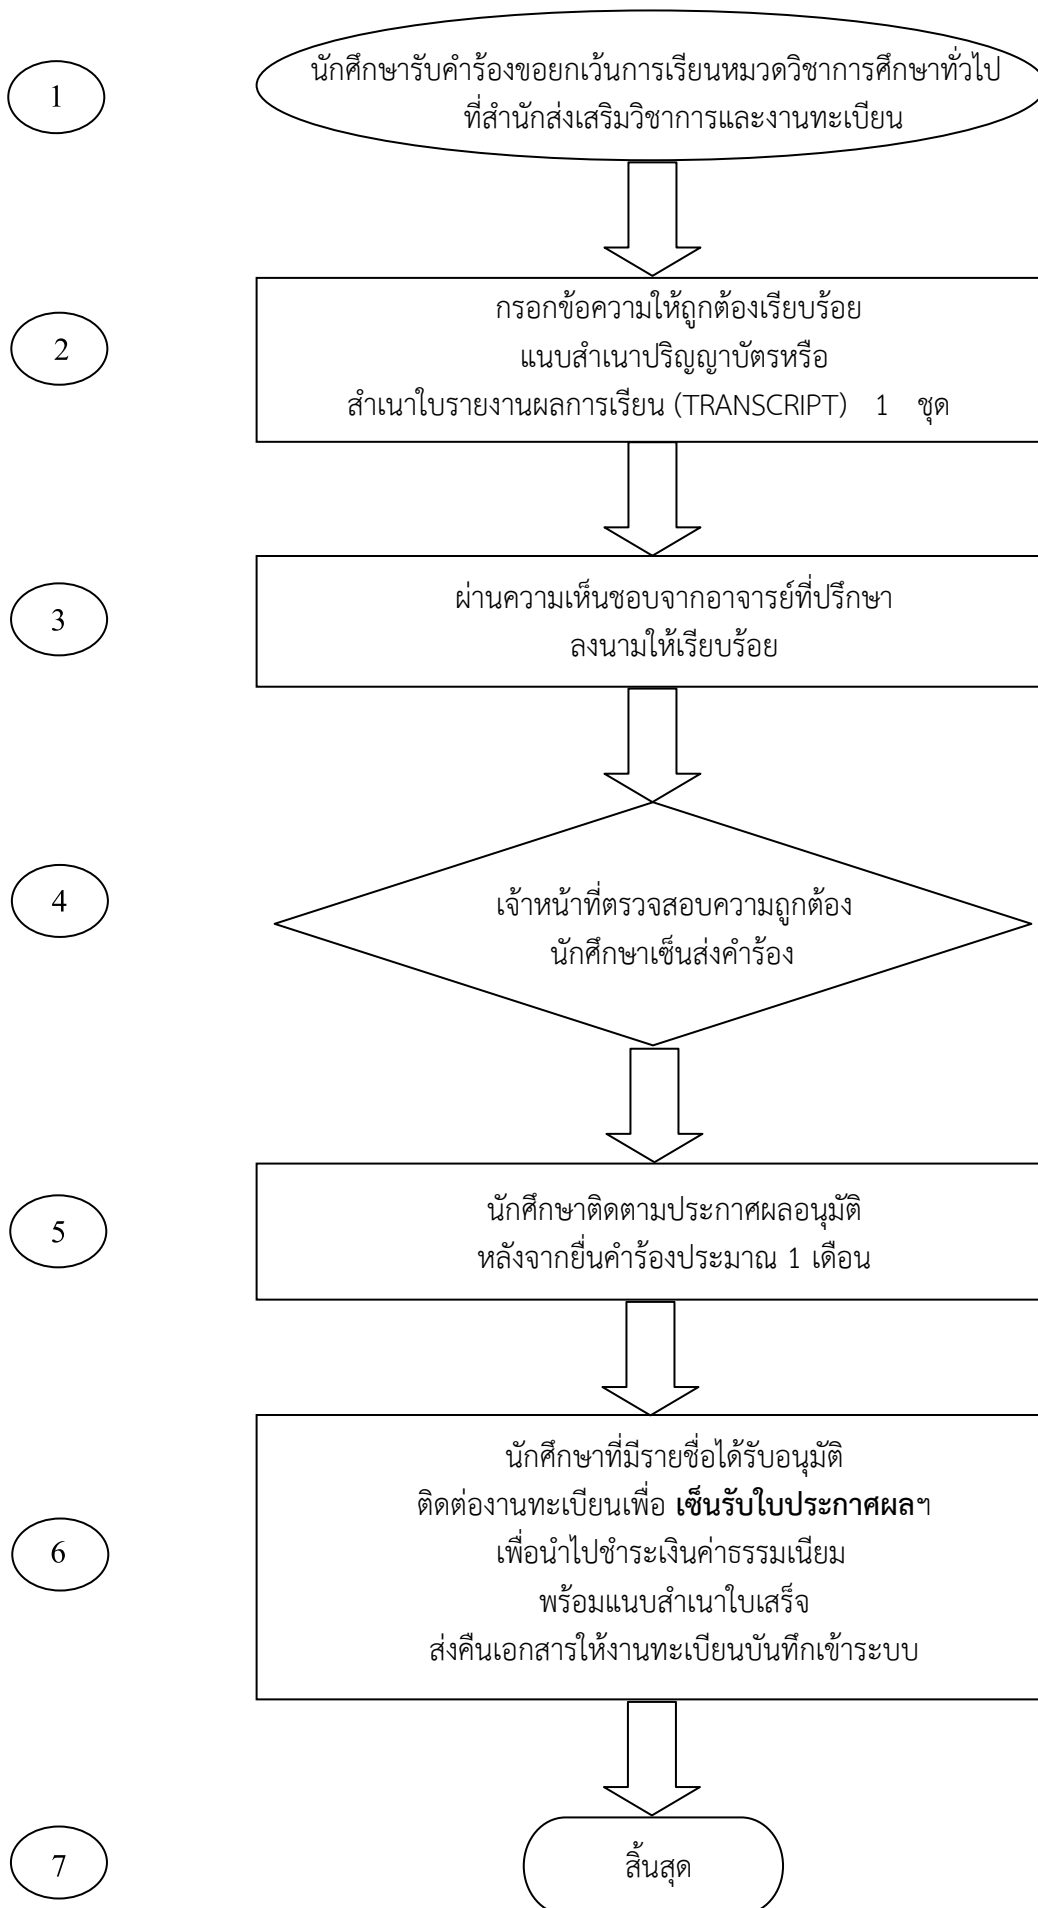 1
นักศึกษารับคำร้องขอยกเว้นการเรียนหมวดวิชาการศึกษาทั่วไป
ที่สำนักส่งเสริมวิชาการและงานทะเบียน
2
กรอกข้อความให้ถูกต้องเรียบร้อย
แนบสำเนาปริญญาบัตรหรือ
สำเนาใบรายงานผลการเรียน (TRANSCRIPT) 1 ชุด
3
ผ่านความเห็นชอบจากอาจารย์ที่ปรึกษา
ลงนามให้เรียบร้อย
4
เจ้าหน้าที่ตรวจสอบความถูกต้อง
นักศึกษาเซ็นส่งคำร้อง
5
นักศึกษาติดตามประกาศผลอนุมัติ
หลังจากยื่นคำร้องประมาณ 1 เดือน
6
นักศึกษาที่มีรายชื่อได้รับอนุมัติ
ติดต่องานทะเบียนเพื่อ เซ็นรับใบประกาศผลฯ
เพื่อนำไปชำระเงินค่าธรรมเนียม
พร้อมแนบสำเนาใบเสร็จ
ส่งคืนเอกสารให้งานทะเบียนบันทึกเข้าระบบ
7
สิ้นสุด